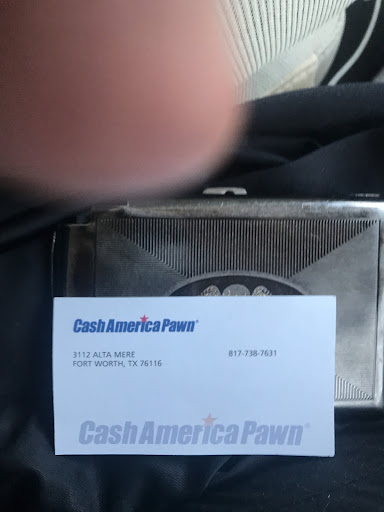 Cash America Pawn®
3112 ALTA MERE
FORT WORTH, TX 76116
817-738-7631
Cash America Pawn®